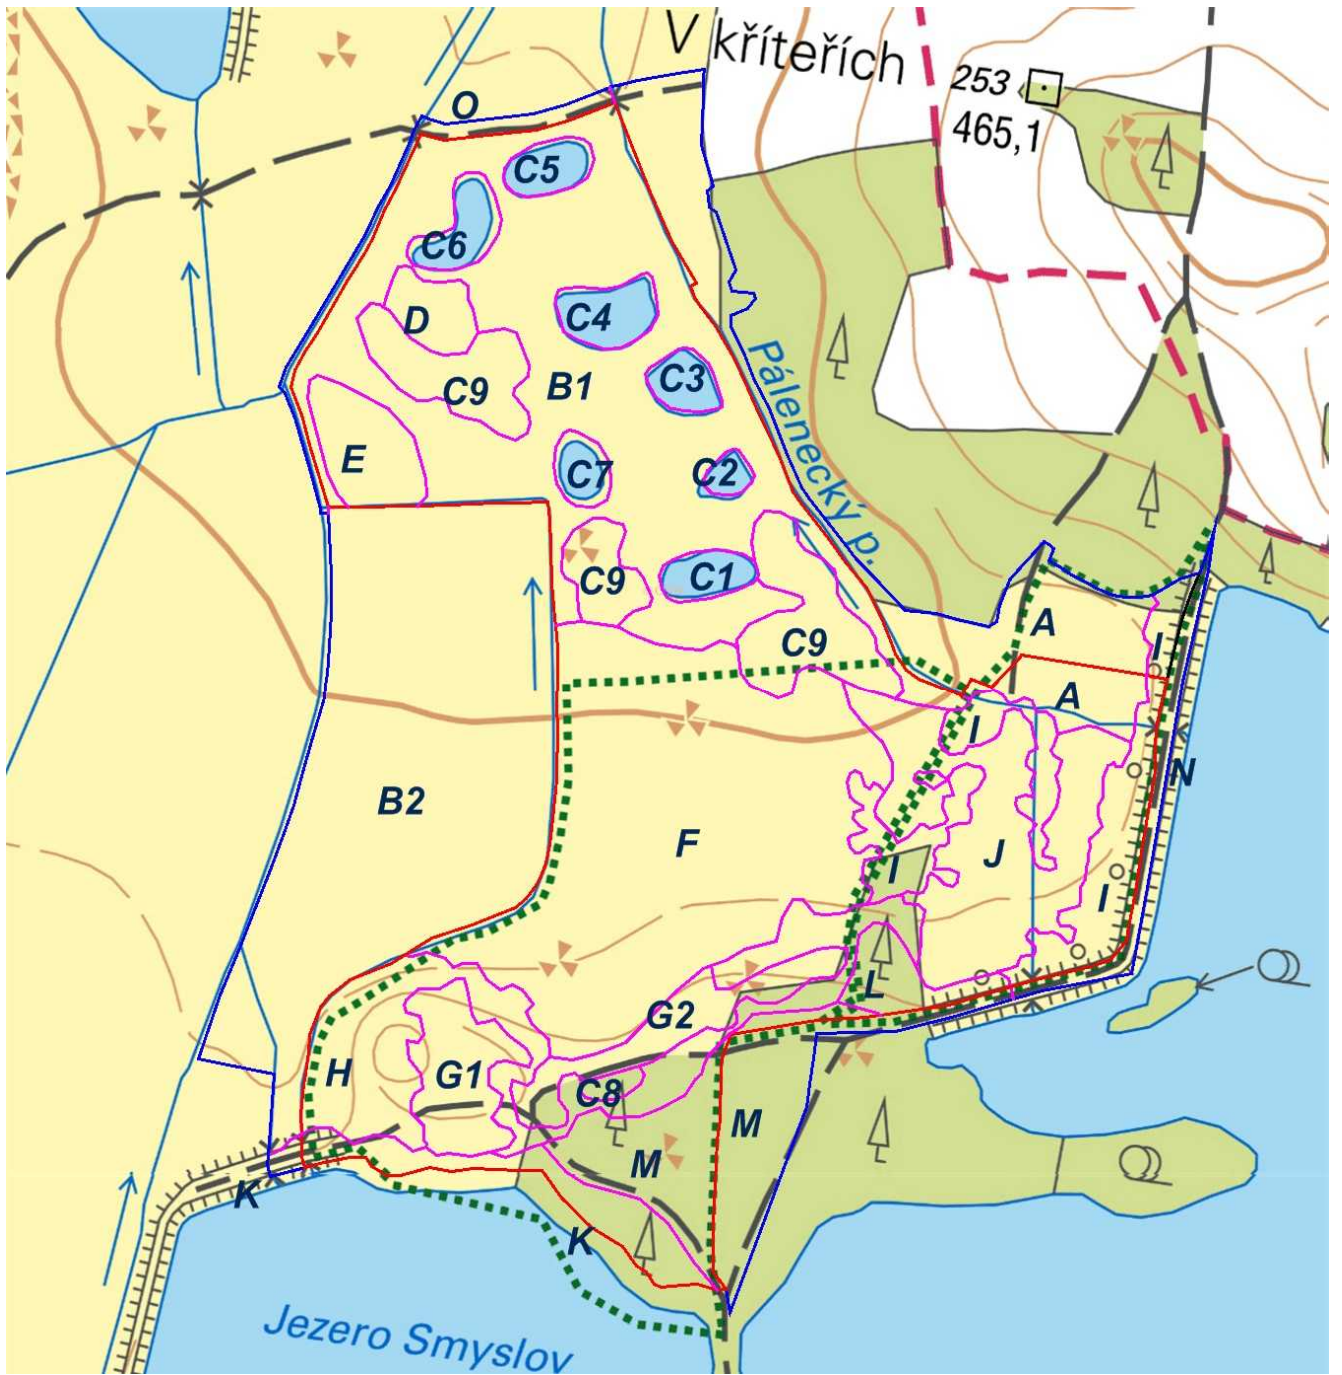 V kříteřích
253
465,1
O
C5
C6
D
C4
C9
B1
C3
E
C7
C2
Pálenecký p.
C9
C1
C9
A
I
A
I
N
B2
F
I
J
I
L
G2
H
G1
C8
M
M
K
K
Jezero Smyslov